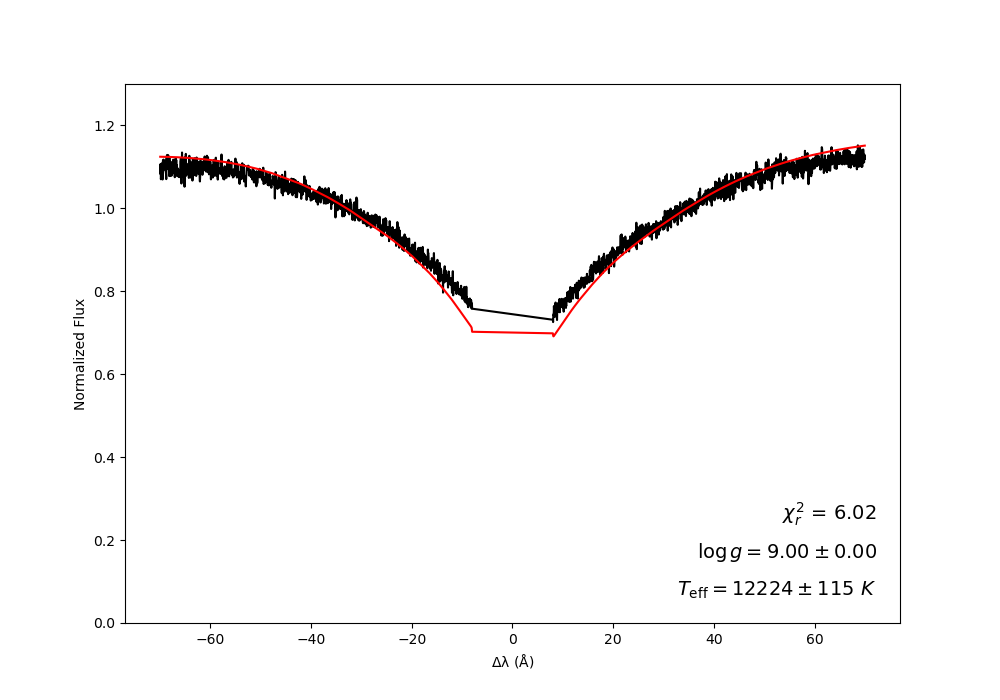 1.2
1.0
0.8
0.6
0.4
0.2
0.0
Normalized Flux
χ²ᵣ = 6.02
log g = 9.00 ± 0.00
T_eff = 12224 ± 115 K
−60 −40 −20 0 20 40 60
Δλ (Å)